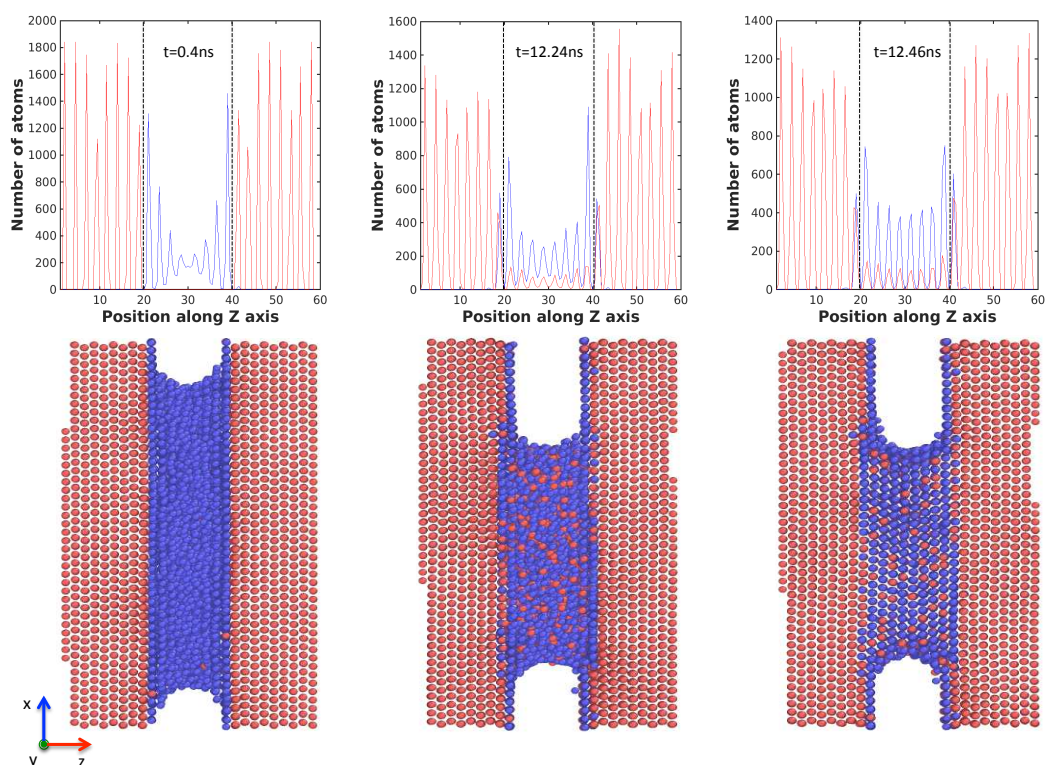 t=0.4ns
Number of atoms
2000
1800
1600
1400
1200
1000
800
600
400
200
0
10 20 30 40 50 60
Position along Z axis
t=12.24ns
Number of atoms
1600
1400
1200
1000
800
600
400
200
0
10 20 30 40 50 60
Position along Z axis
t=12.46ns
Number of atoms
1400
1200
1000
800
600
400
200
0
10 20 30 40 50 60
Position along Z axis
X
Y
Z